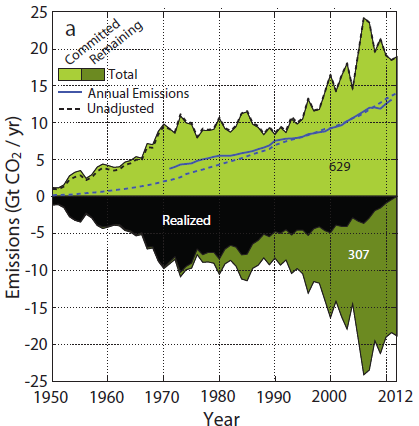 a
Committed
Remaining
Total
Annual Emissions
Unadjusted
25
20
15
10
5
0
-5
-10
-15
-20
-25
Emissions (Gt CO2 / yr)
629
Realized
307
1950 1960 1970 1980 1990 2000 2012
Year